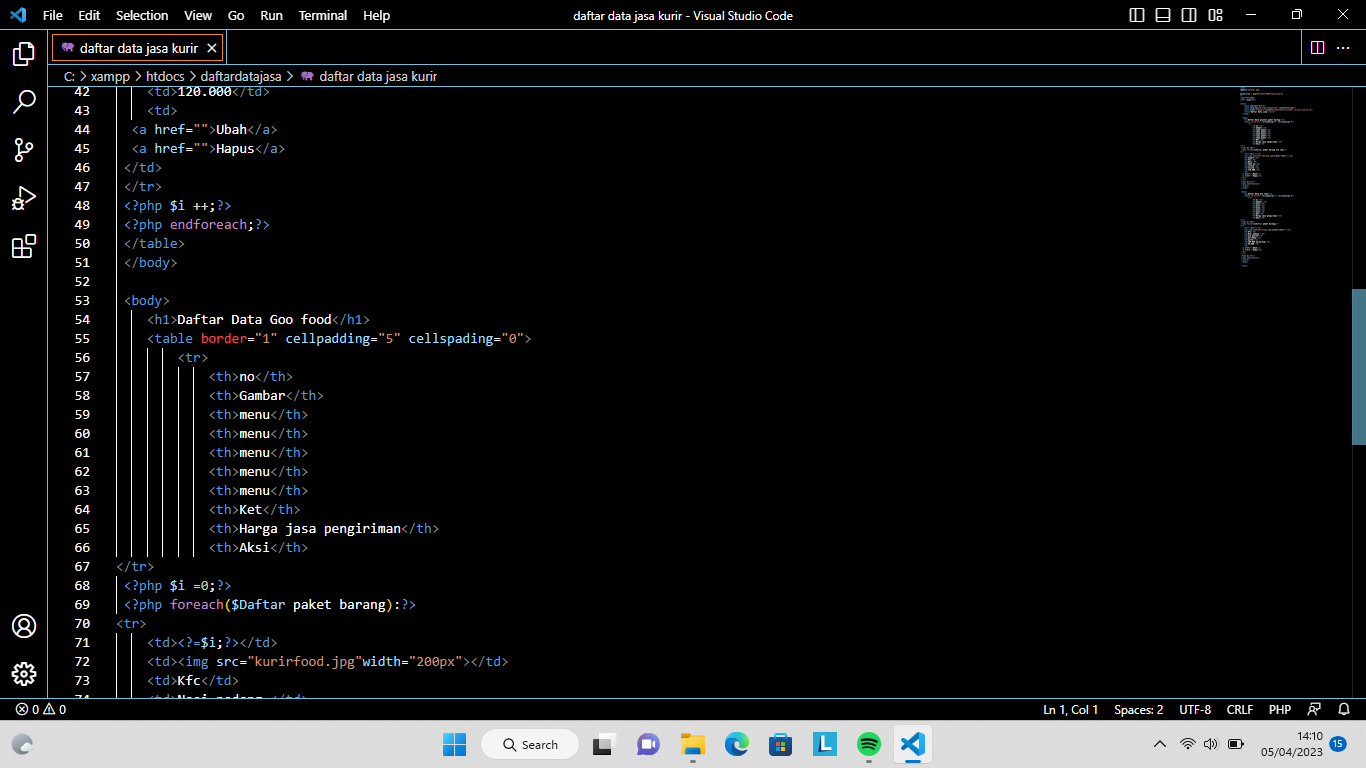 File Edit Selection View Go Run Terminal Help daftar data jasa kurir - Visual Studio Code
daftar data jasa kurir
C: > xampp > htdocs > daftardatajasa > daftar data jasa kurir
42 <td>120.000</td>
43 <td>
44 <a href="">Ubah</a>
45 <a href="">Hapus</a>
46 </td>
47 </tr>
48 <?php $i ++;?>
49 <?php endforeach;?>
50 </table>
51 </body>
52
53 <body>
54 <h1>Daftar Data Goo food</h1>
55 <table border="1" cellpadding="5" cellspading="0">
56 <tr>
57 <th>no</th>
58 <th>Gambar</th>
59 <th>menu</th>
60 <th>menu</th>
61 <th>menu</th>
62 <th>menu</th>
63 <th>menu</th>
64 <th>Ket</th>
65 <th>Harga jasa pengiriman</th>
66 <th>Aksi</th>
67 </tr>
68 <?php $i =0;?>
69 <?php foreach($Daftar paket barang):?>
70 <tr>
71 <td><?=$i;?></td>
72 <td><img src="kurirfood.jpg"width="200px"></td>
73 <td>Kfc</td>
74 <td>Nasi padang </td>
0 0 Ln 1, Col 1 Spaces: 2 UTF-8 CRLF PHP
Search
L
14:10
05/04/2023 15